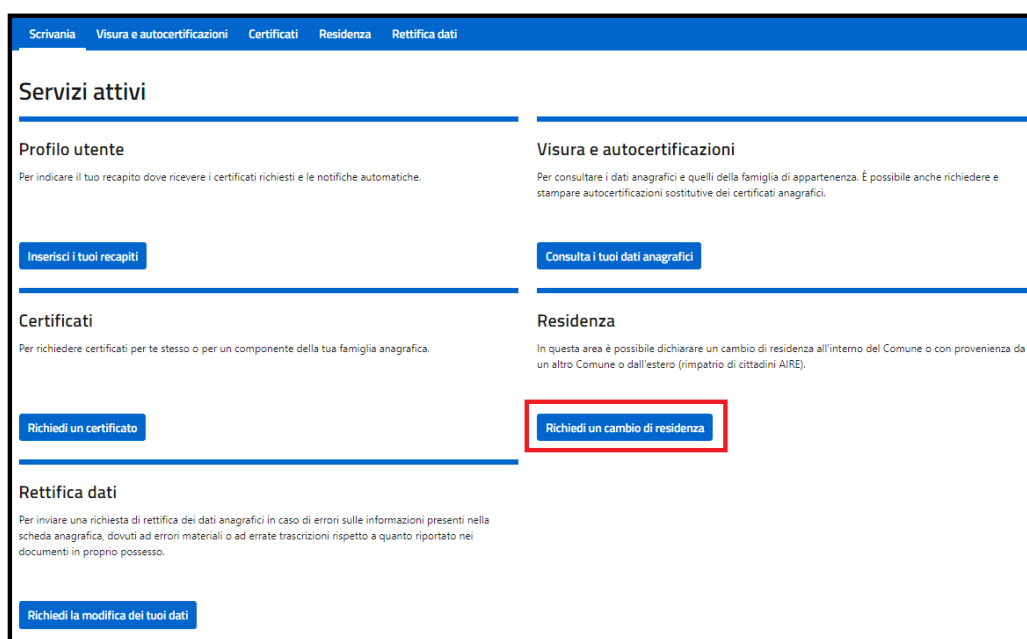 Scrivania Visura e autocertificazioni Certificati Residenza Rettifica dati
Servizi attivi
Profilo utente
Per indicare il tuo recapito dove ricevere i certificati richiesti e le notifiche automatiche.
Inserisci i tuoi recapiti
Visura e autocertificazioni
Per consultare i dati anagrafici e quelli della famiglia di appartenenza. È possibile anche richiedere e
stampare autocertificazioni sostitutive dei certificati anagrafici.
Consulta i tuoi dati anagrafici
Certificati
Per richiedere certificati per te stesso o per un componente della tua famiglia anagrafica.
Richiedi un certificato
Residenza
In questa area è possibile dichiarare un cambio di residenza all'interno del Comune o con provenienza da
un altro Comune o dall'estero (rimpatrio di cittadini AIRE).
Richiedi un cambio di residenza
Rettifica dati
Per inviare una richiesta di rettifica dei dati anagrafici in caso di errori sulle informazioni presenti nella
scheda anagrafica, dovuti ad errori materiali o ad errate trascrizioni rispetto a quanto riportato nei
documenti in proprio possesso.
Richiedi la modifica dei tuoi dati